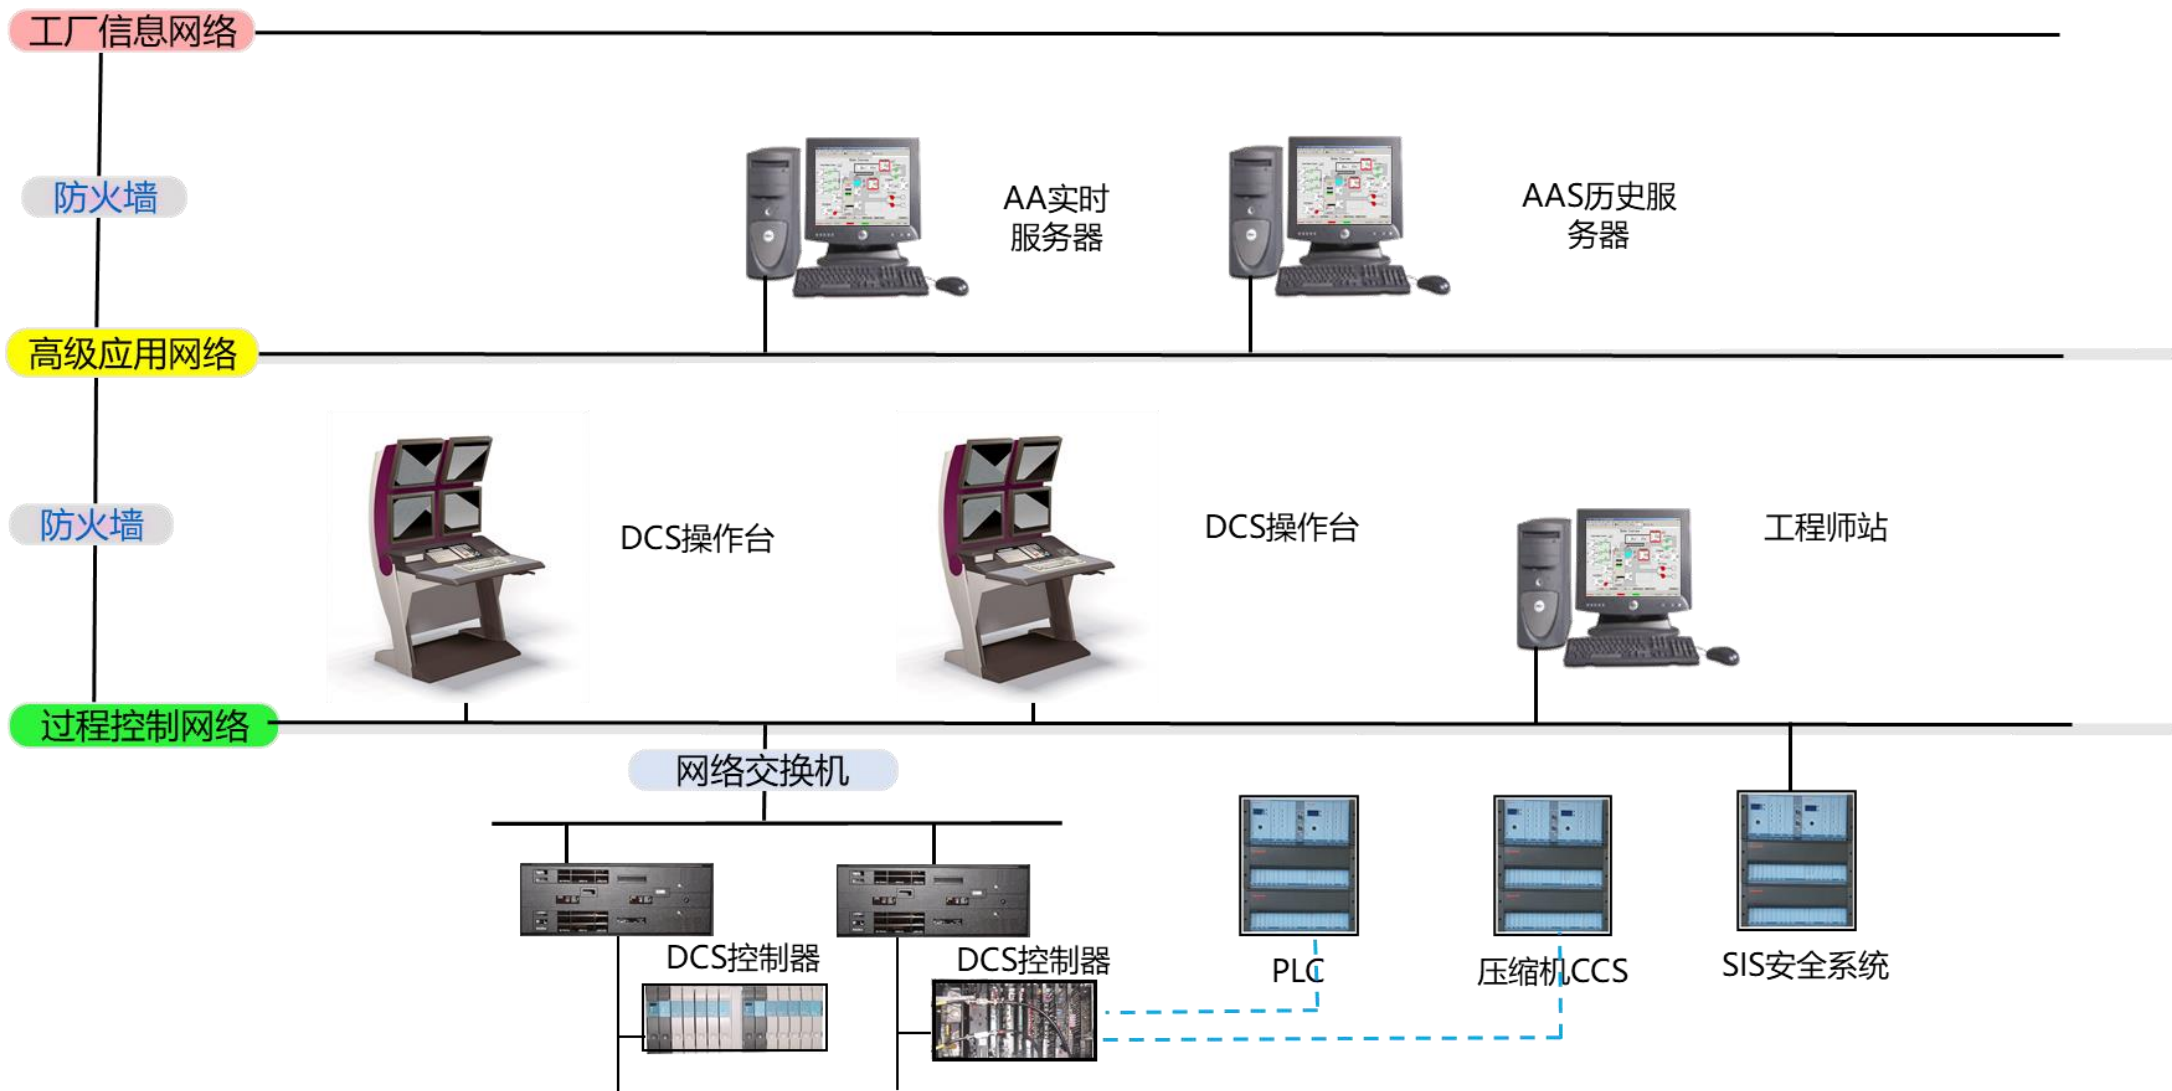 工厂信息网络
防火墙
AA实时
服务器
AAS历史服
务器
高级应用网络
防火墙
DCS操作台
DCS操作台
工程师站
过程控制网络
网络交换机
DCS控制器
DCS控制器
PLC
压缩机CCS
SIS安全系统